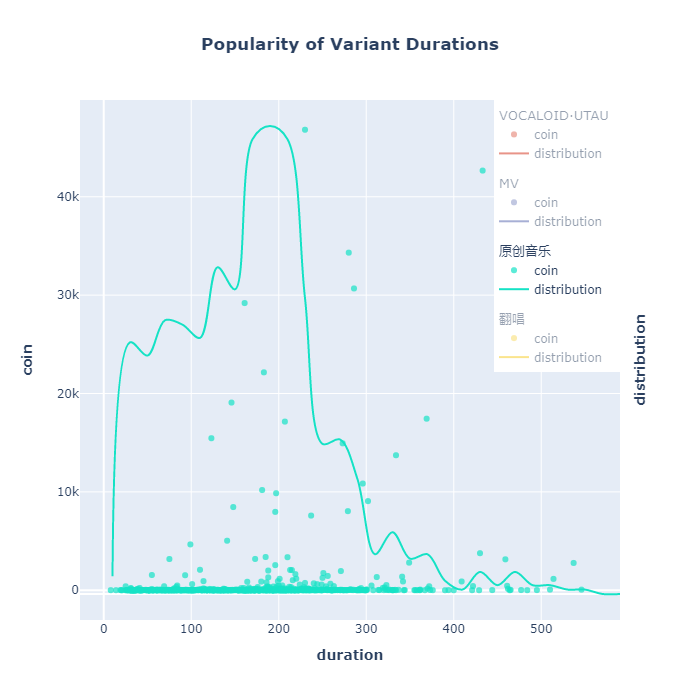 Popularity of Variant Durations
VOCALOID·UTAU
coin
distribution
MV
coin
distribution
原创音乐
coin
distribution
翻唱
coin
distribution
40k
30k
20k
10k
0
coin
distribution
0 100 200 300 400 500
duration